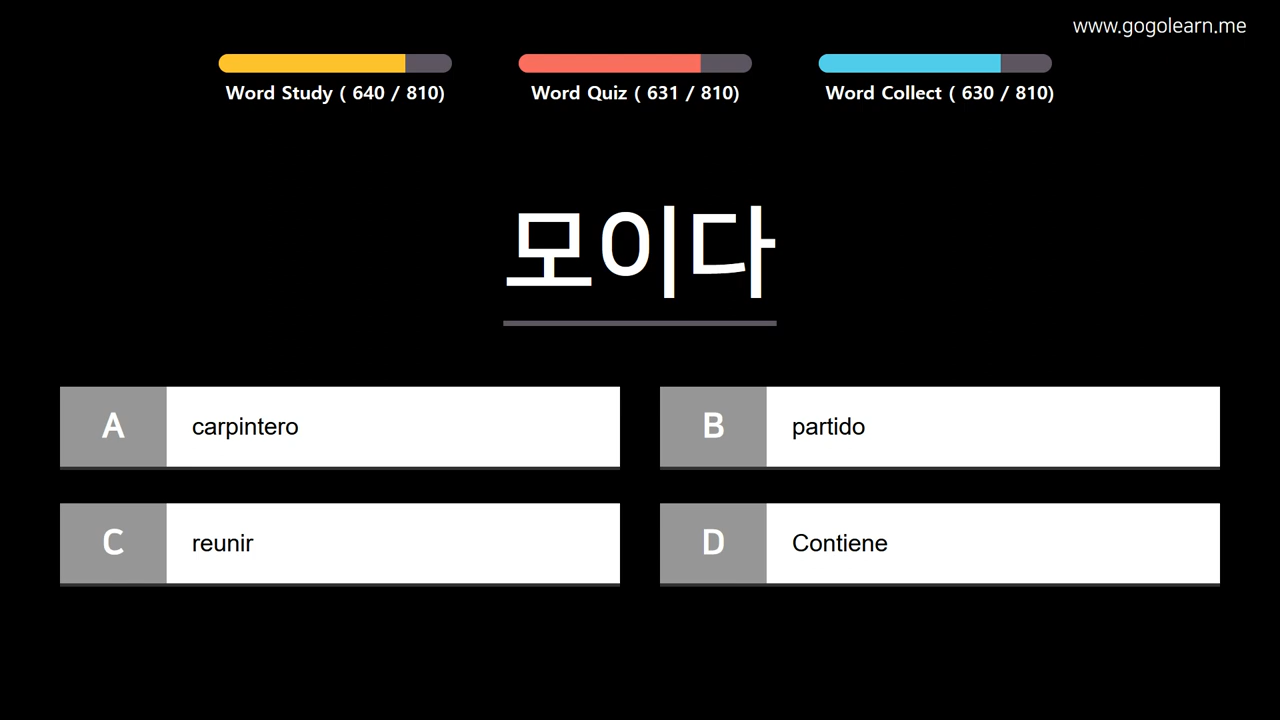 www.gogolearn.me
Word Study ( 640 / 810)
Word Quiz ( 631 / 810)
Word Collect ( 630 / 810)
모이다
A carpintero
B partido
C reunir
D Contiene